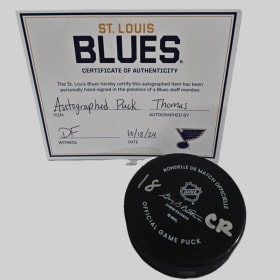 ST. LOUIS
BLUES
CERTIFICATE OF AUTHENTICITY
The St. Louis Blues hereby certify this autographed item has been
personally hand-signed in the presence of a Blues staff member.
Autographed Puck Thomas
ITEM AUTOGRAPHED BY
DF 10/18/24
WITNESS DATE
RONDELLE DE MATCH OFFICIELLE
18
NHL
CR
OFFICIAL GAME PUCK